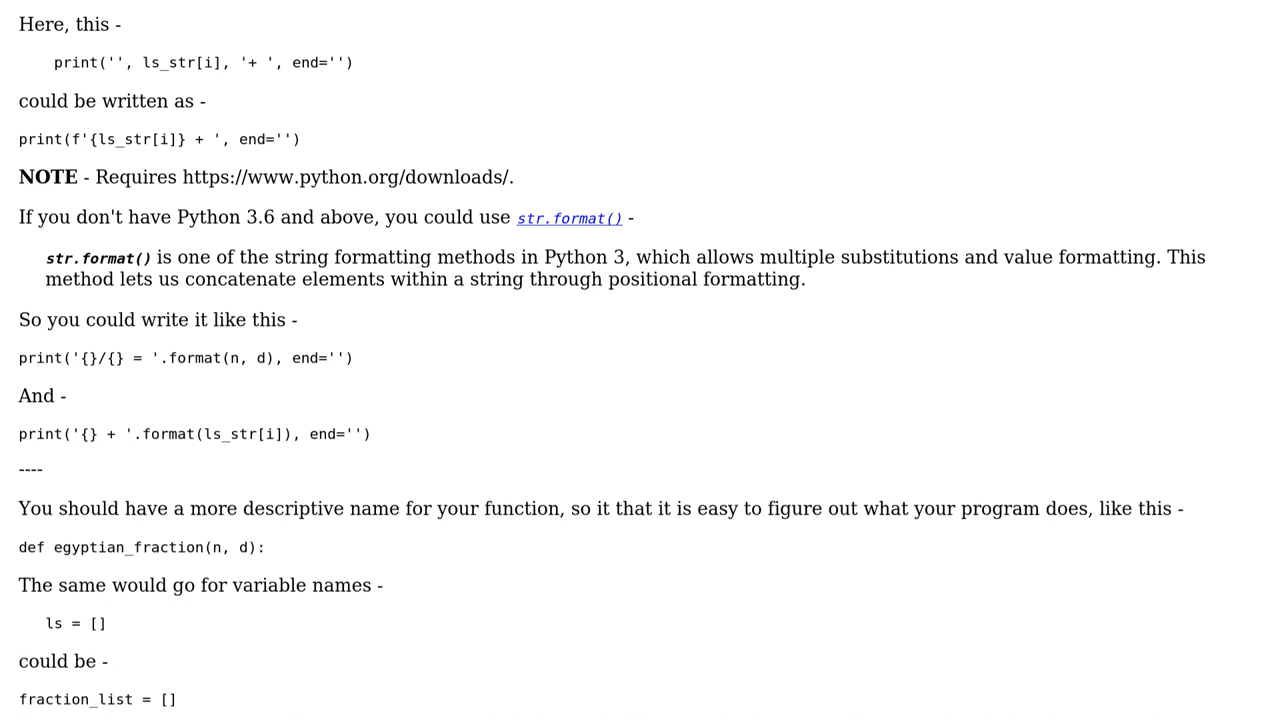 Here, this -
print('', ls_str[i], '+ ', end='')
could be written as -
print(f'{ls_str[i]} + ', end='')
NOTE - Requires https://www.python.org/downloads/.
If you don't have Python 3.6 and above, you could use str.format() -
str.format() is one of the string formatting methods in Python 3, which allows multiple substitutions and value formatting. This
method lets us concatenate elements within a string through positional formatting.
So you could write it like this -
print('{}/{} = '.format(n, d), end='')
And -
print('{} + '.format(ls_str[i]), end='')
----
You should have a more descriptive name for your function, so it that it is easy to figure out what your program does, like this -
def egyptian_fraction(n, d):
The same would go for variable names -
ls = []
could be -
fraction_list = []